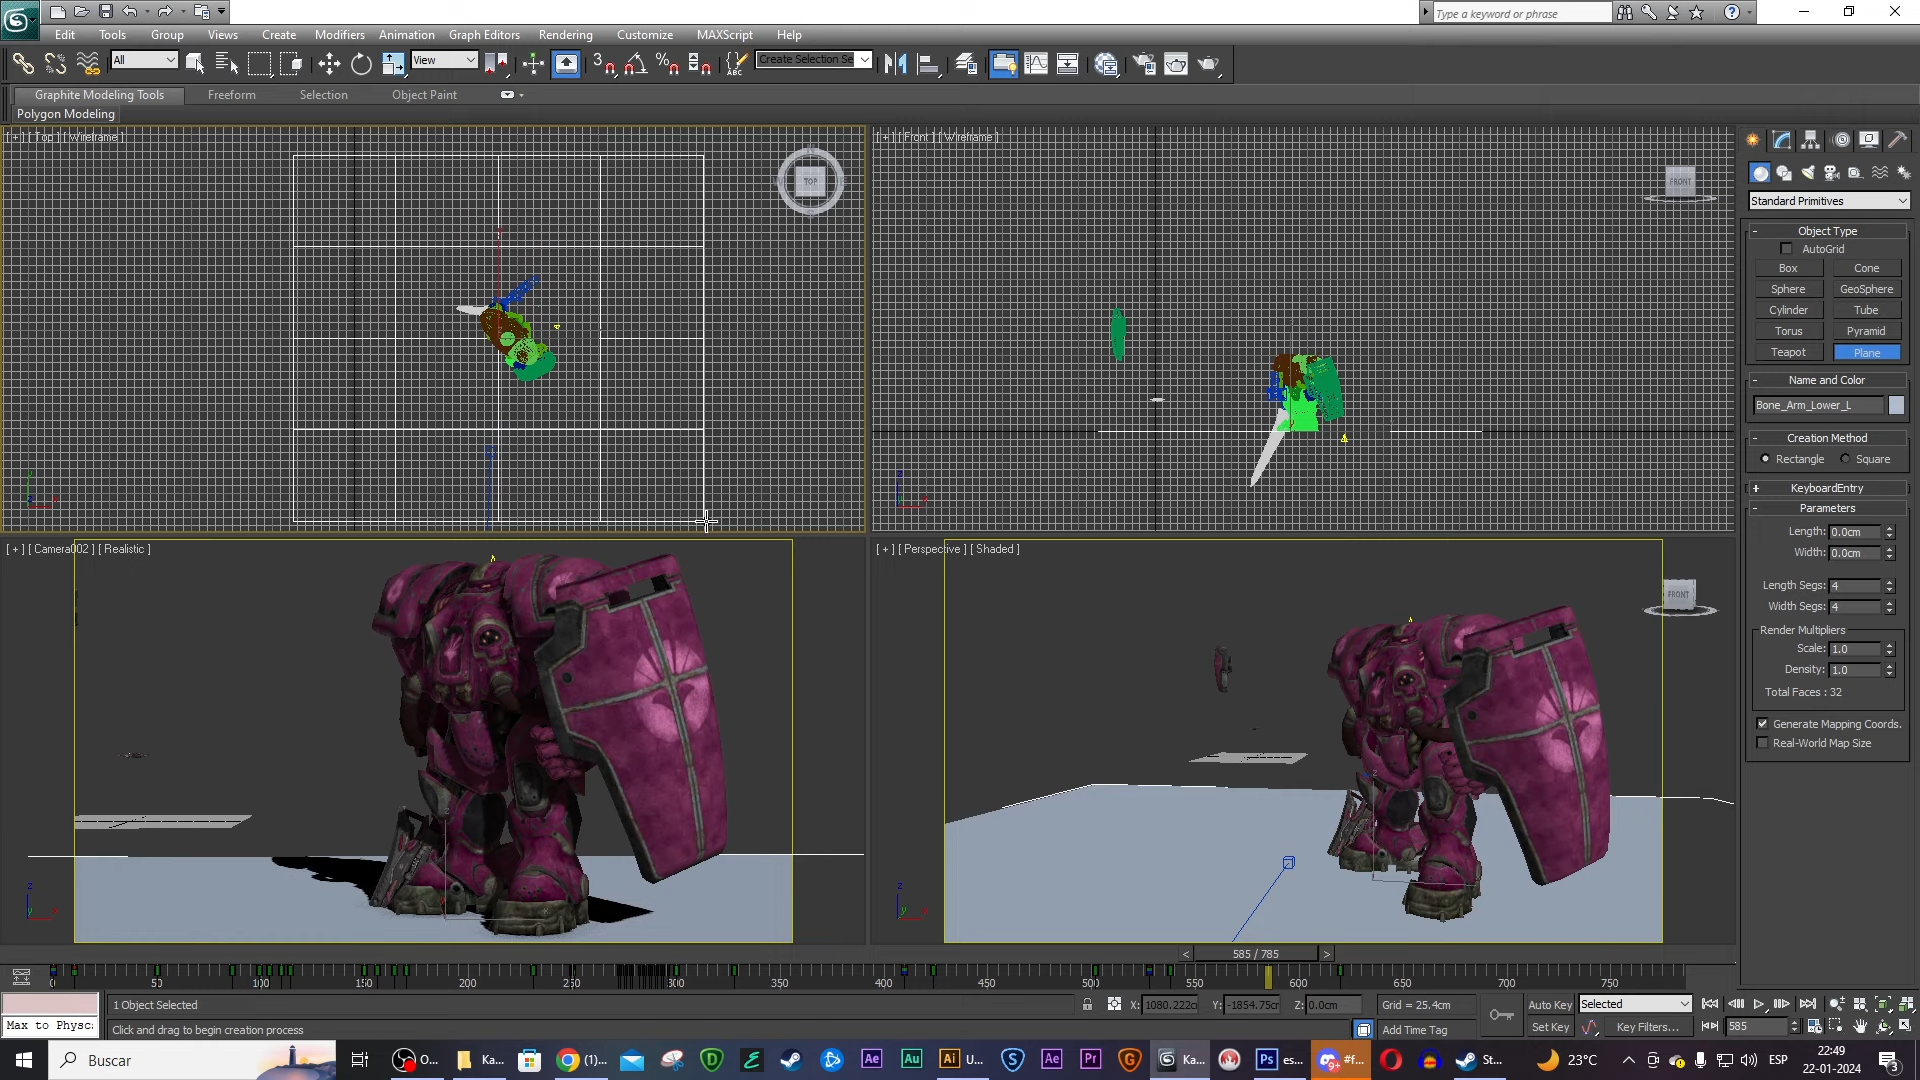 Type a keyword or phrase
Edit Tools Group Views Create Modifiers Animation Graph Editors Rendering Customize MAXScript Help
All View Create Selection Se
Graphite Modeling Tools Freeform Selection Object Paint
Polygon Modeling
[ + ] [ Top ] [ Wireframe ]
TOP
[ + ] [ Front ] [ Wireframe ]
FRONT
[ + ] [ Camera002 ] [ Realistic ]
[ + ] [ Perspective ] [ Shaded ]
FRONT
Standard Primitives
Object Type
AutoGrid
Box Cone
Sphere GeoSphere
Cylinder Tube
Torus Pyramid
Teapot Plane
Name and Color
Bone_Arm_Lower_L
Creation Method
Rectangle Square
KeyboardEntry
Parameters
Length: 0.0cm
Width: 0.0cm
Length Segs: 4
Width Segs: 4
Render Multipliers
Scale: 1.0
Density: 1.0
Total Faces : 32
Generate Mapping Coords.
Real-World Map Size
< 585 / 785 >
0 50 100 150 200 250 300 350 400 450 500 550 600 650 700 750
1 Object Selected X: 1080.222c Y: -1854.75c Z: 0.0cm Grid = 25.4cm Auto Key Selected
Max to Physc: Click and drag to begin creation process Add Time Tag Set Key Key Filters... 585
Buscar O... Ka... (1)... U... Ka... es... #f... St... 23°C ESP 22:49
22-01-2024